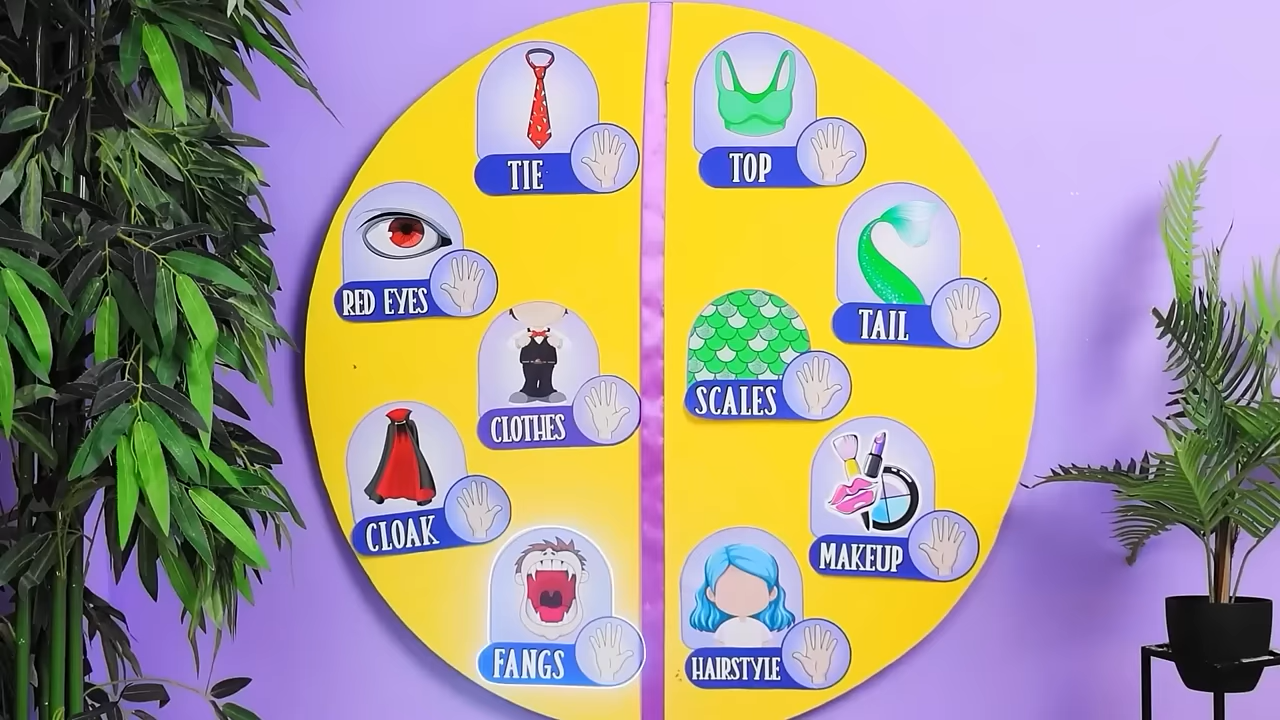 TIE
RED EYES
CLOTHES
CLOAK
FANGS
TOP
TAIL
SCALES
MAKEUP
HAIRSTYLE